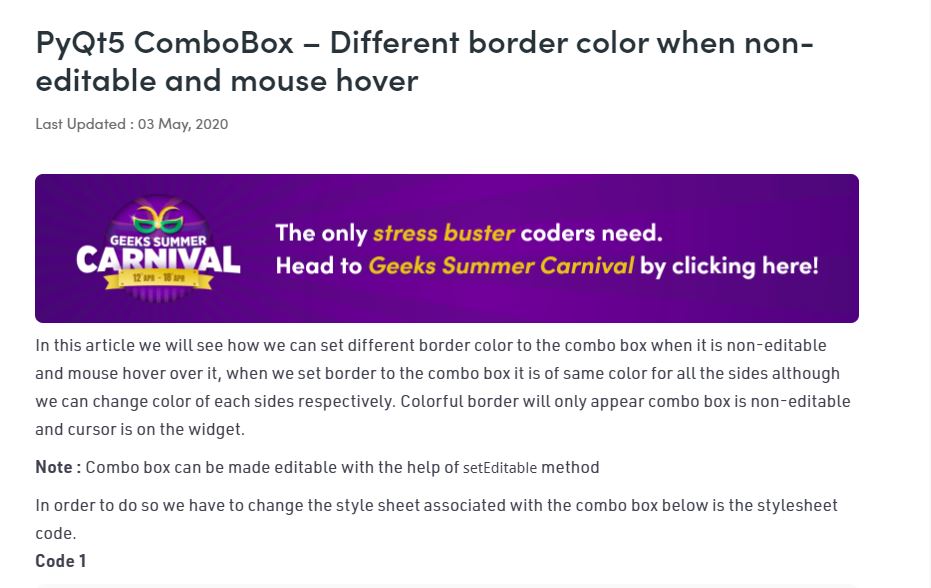 PyQt5 ComboBox – Different border color when non-
editable and mouse hover
Last Updated : 03 May, 2020
GEEKS SUMMER
CARNIVAL
12 APR - 18 APR
The only stress buster coders need.
Head to Geeks Summer Carnival by clicking here!
In this article we will see how we can set different border color to the combo box when it is non-editable
and mouse hover over it, when we set border to the combo box it is of same color for all the sides although
we can change color of each sides respectively. Colorful border will only appear combo box is non-editable
and cursor is on the widget.
Note : Combo box can be made editable with the help of setEditable method
In order to do so we have to change the style sheet associated with the combo box below is the stylesheet
code.
Code 1